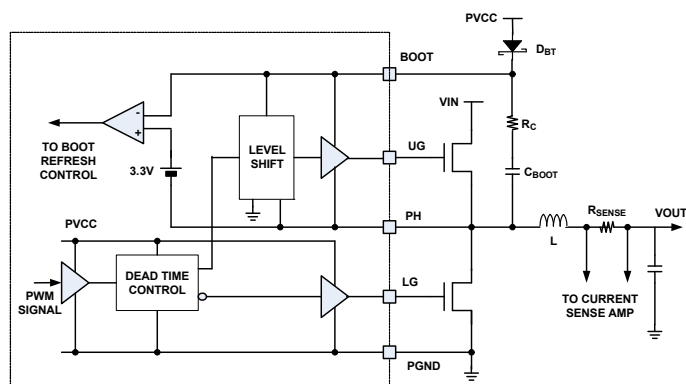 PVCC
DBT
BOOT
VIN
RC
-
+
TO BOOT
REFRESH
CONTROL
3.3V
LEVEL
SHIFT
UG
CBOOT
PH
RSENSE
VOUT
L
PVCC
DEAD TIME
CONTROL
PWM
SIGNAL
LG
TO CURRENT
SENSE AMP
PGND